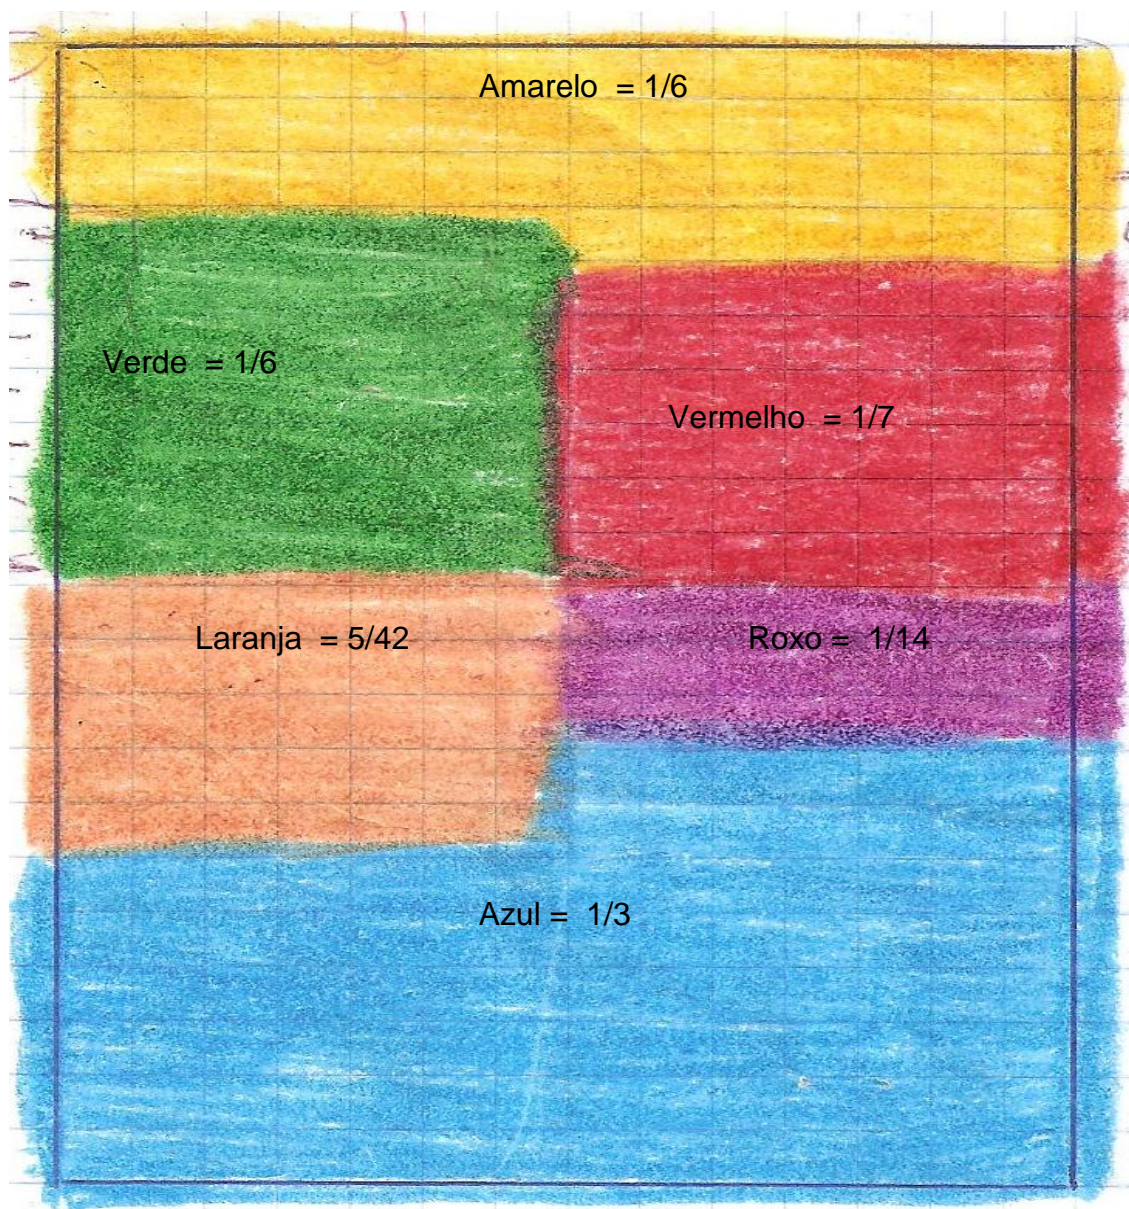 Amarelo = 1/6
Verde = 1/6
Vermelho = 1/7
Laranja = 5/42
Roxo = 1/14
Azul = 1/3